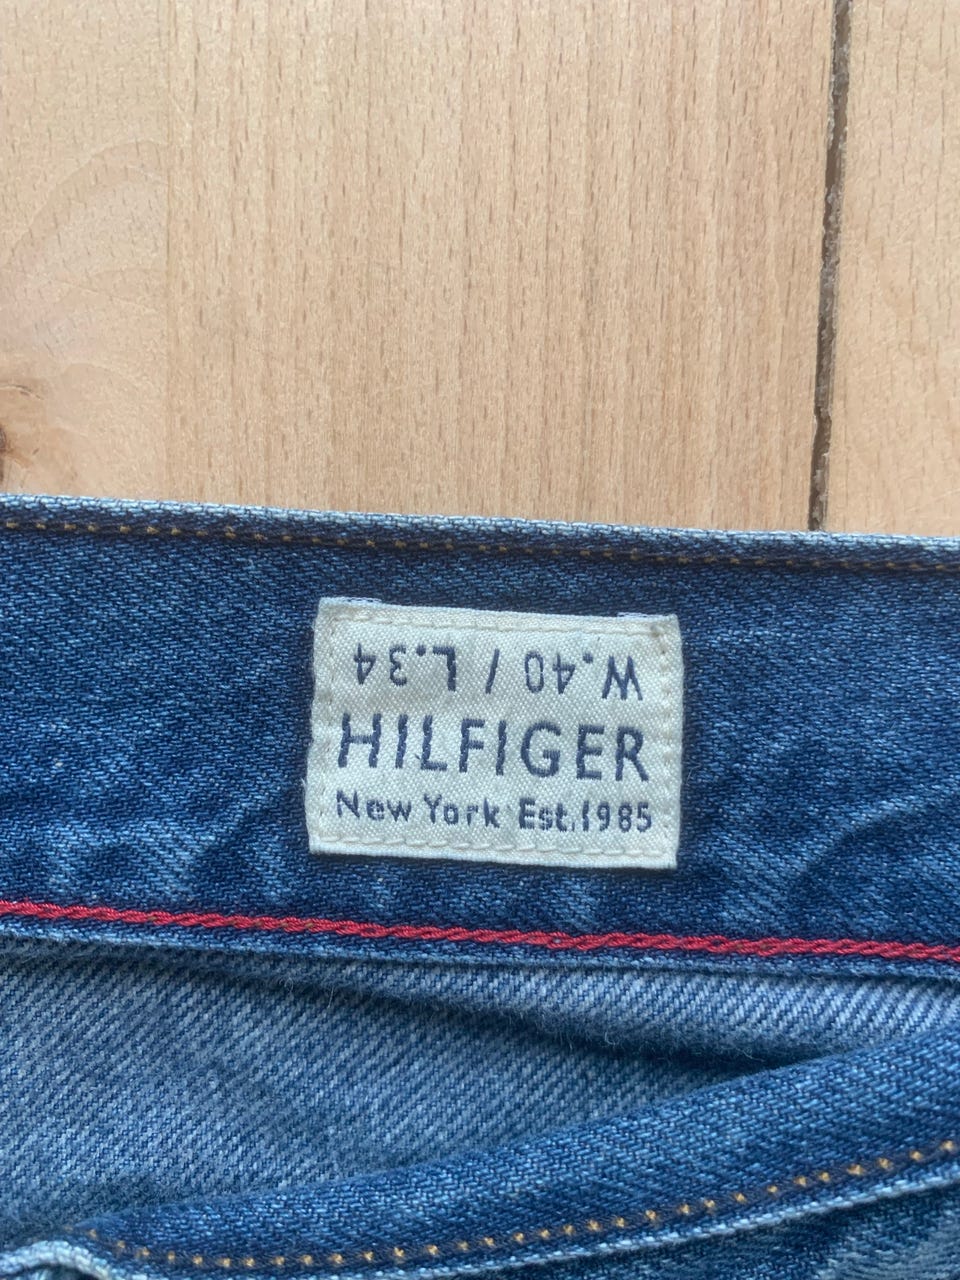 W.40 / L.34
HILFIGER
New York Est.1985